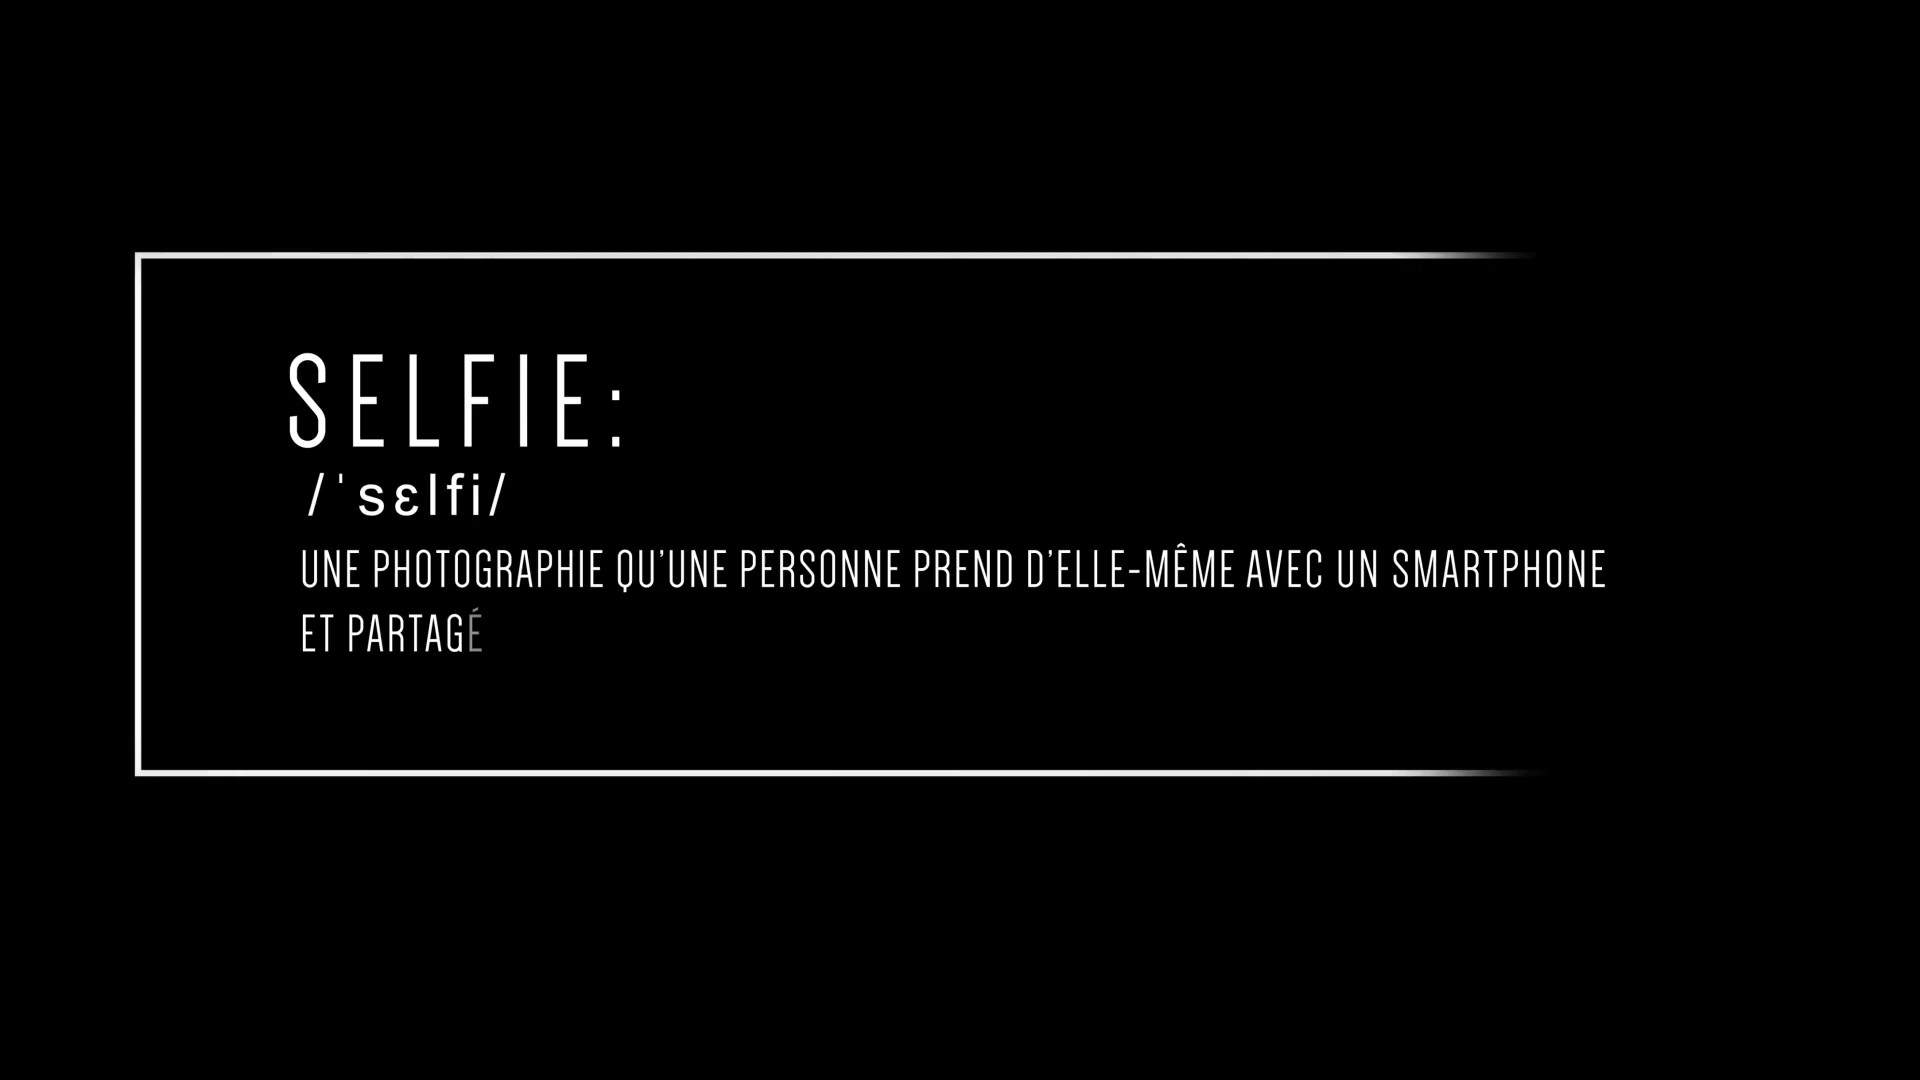 SELFIE:
/ˈsɛlfi/
UNE PHOTOGRAPHIE QU’UNE PERSONNE PREND D’ELLE-MÊME AVEC UN SMARTPHONE
ET PARTAGÉ